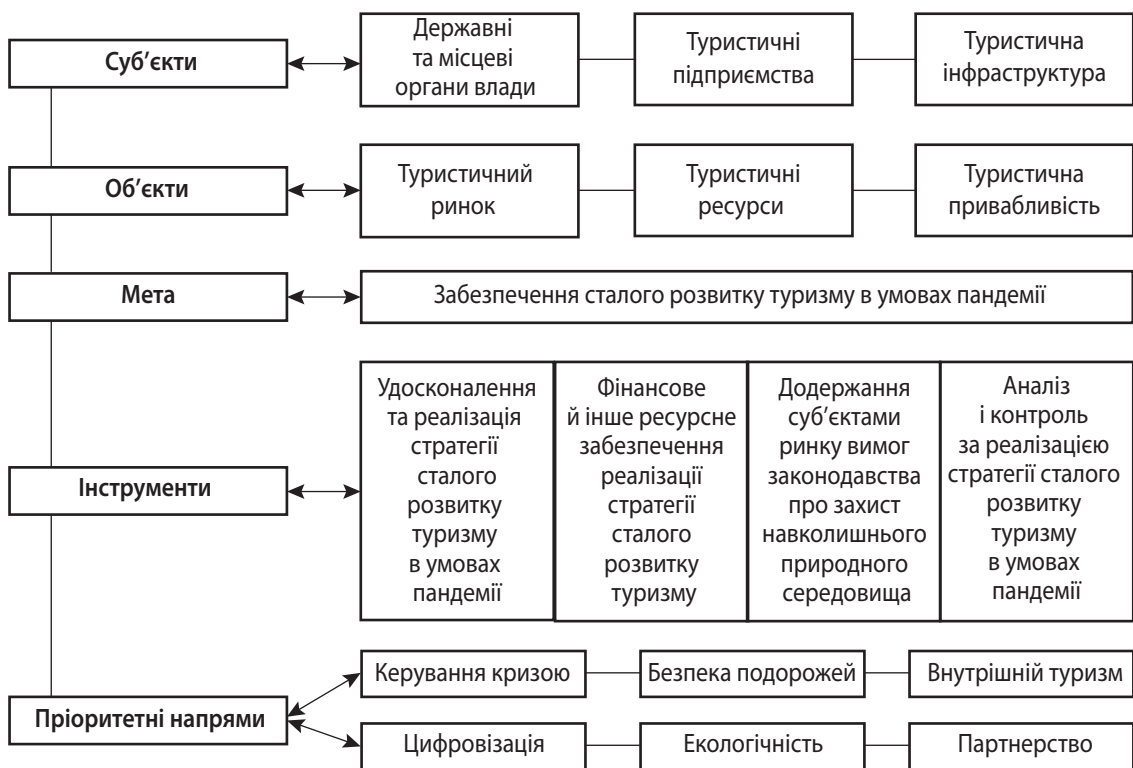 Суб’єкти
Державні
та місцеві
органи влади
Туристичні
підприємства
Туристична
інфраструктура
Об’єкти
Туристичний
ринок
Туристичні
ресурси
Туристична
привабливість
Мета
Забезпечення сталого розвитку туризму в умовах пандемії
Інструменти
Удосконалення
та реалізація
стратегії
сталого
розвитку
туризму
в умовах
пандемії
Фінансове
й інше ресурсне
забезпечення
реалізації
стратегії
сталого
розвитку
туризму
Додержання
суб’єктами
ринку вимог
законодавства
про захист
навколишнього
природного
середовища
Аналіз
і контроль
за реалізацією
стратегії сталого
розвитку
туризму
в умовах
пандемії
Пріоритетні напрями
Керування кризою
Безпека подорожей
Внутрішній туризм
Цифровізація
Екологічність
Партнерство